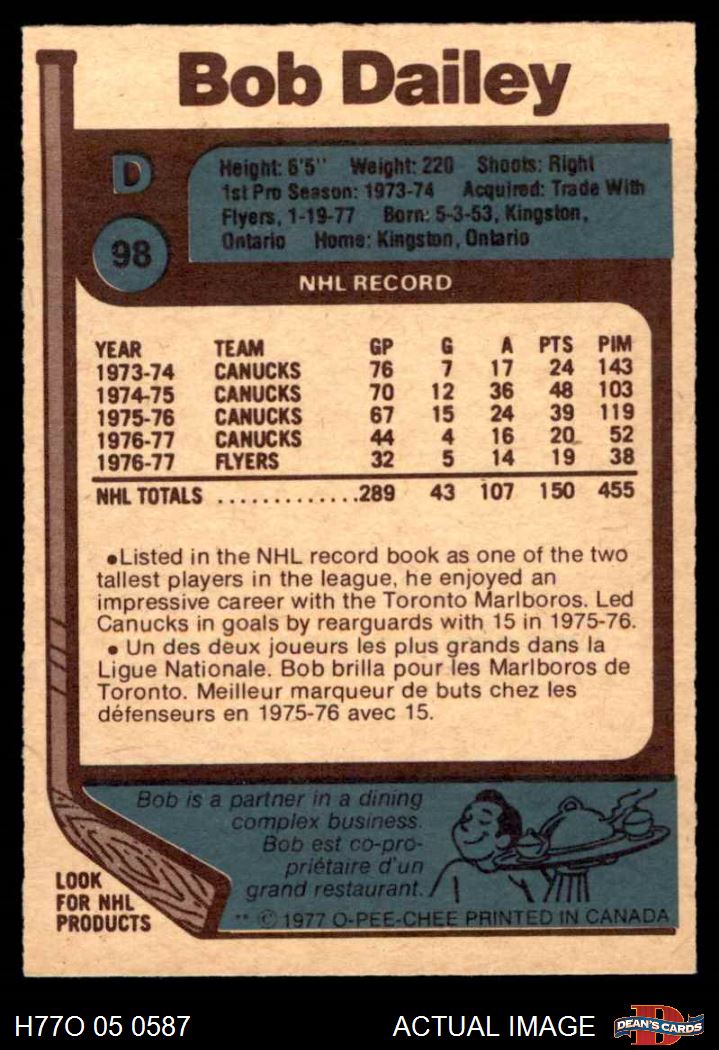 Bob Dailey
D
98
Height: 6'5" Weight: 220 Shoots: Right
1st Pro Season: 1973-74 Acquired: Trade With
Flyers, 1-19-77 Born: 5-3-53, Kingston,
Ontario Home: Kingston, Ontario
NHL RECORD
YEAR TEAM GP G A PTS PIM
1973-74 CANUCKS 76 7 17 24 143
1974-75 CANUCKS 70 12 36 48 103
1975-76 CANUCKS 67 15 24 39 119
1976-77 CANUCKS 44 4 16 20 52
1976-77 FLYERS 32 5 14 19 38
NHL TOTALS .............289 43 107 150 455
•Listed in the NHL record book as one of the two
tallest players in the league, he enjoyed an
impressive career with the Toronto Marlboros. Led
Canucks in goals by rearguards with 15 in 1975-76.
• Un des deux joueurs les plus grands dans la
Ligue Nationale. Bob brilla pour les Marlboros de
Toronto. Meilleur marqueur de buts chez les
défenseurs en 1975-76 avec 15.
Bob is a partner in a dining
complex business.
Bob est co-pro-
priétaire d'un
grand restaurant.
LOOK
FOR NHL
PRODUCTS
** © 1977 O-PEE-CHEE PRINTED IN CANADA
H77O 05 0587 ACTUAL IMAGE
D
DEAN'S CARDS